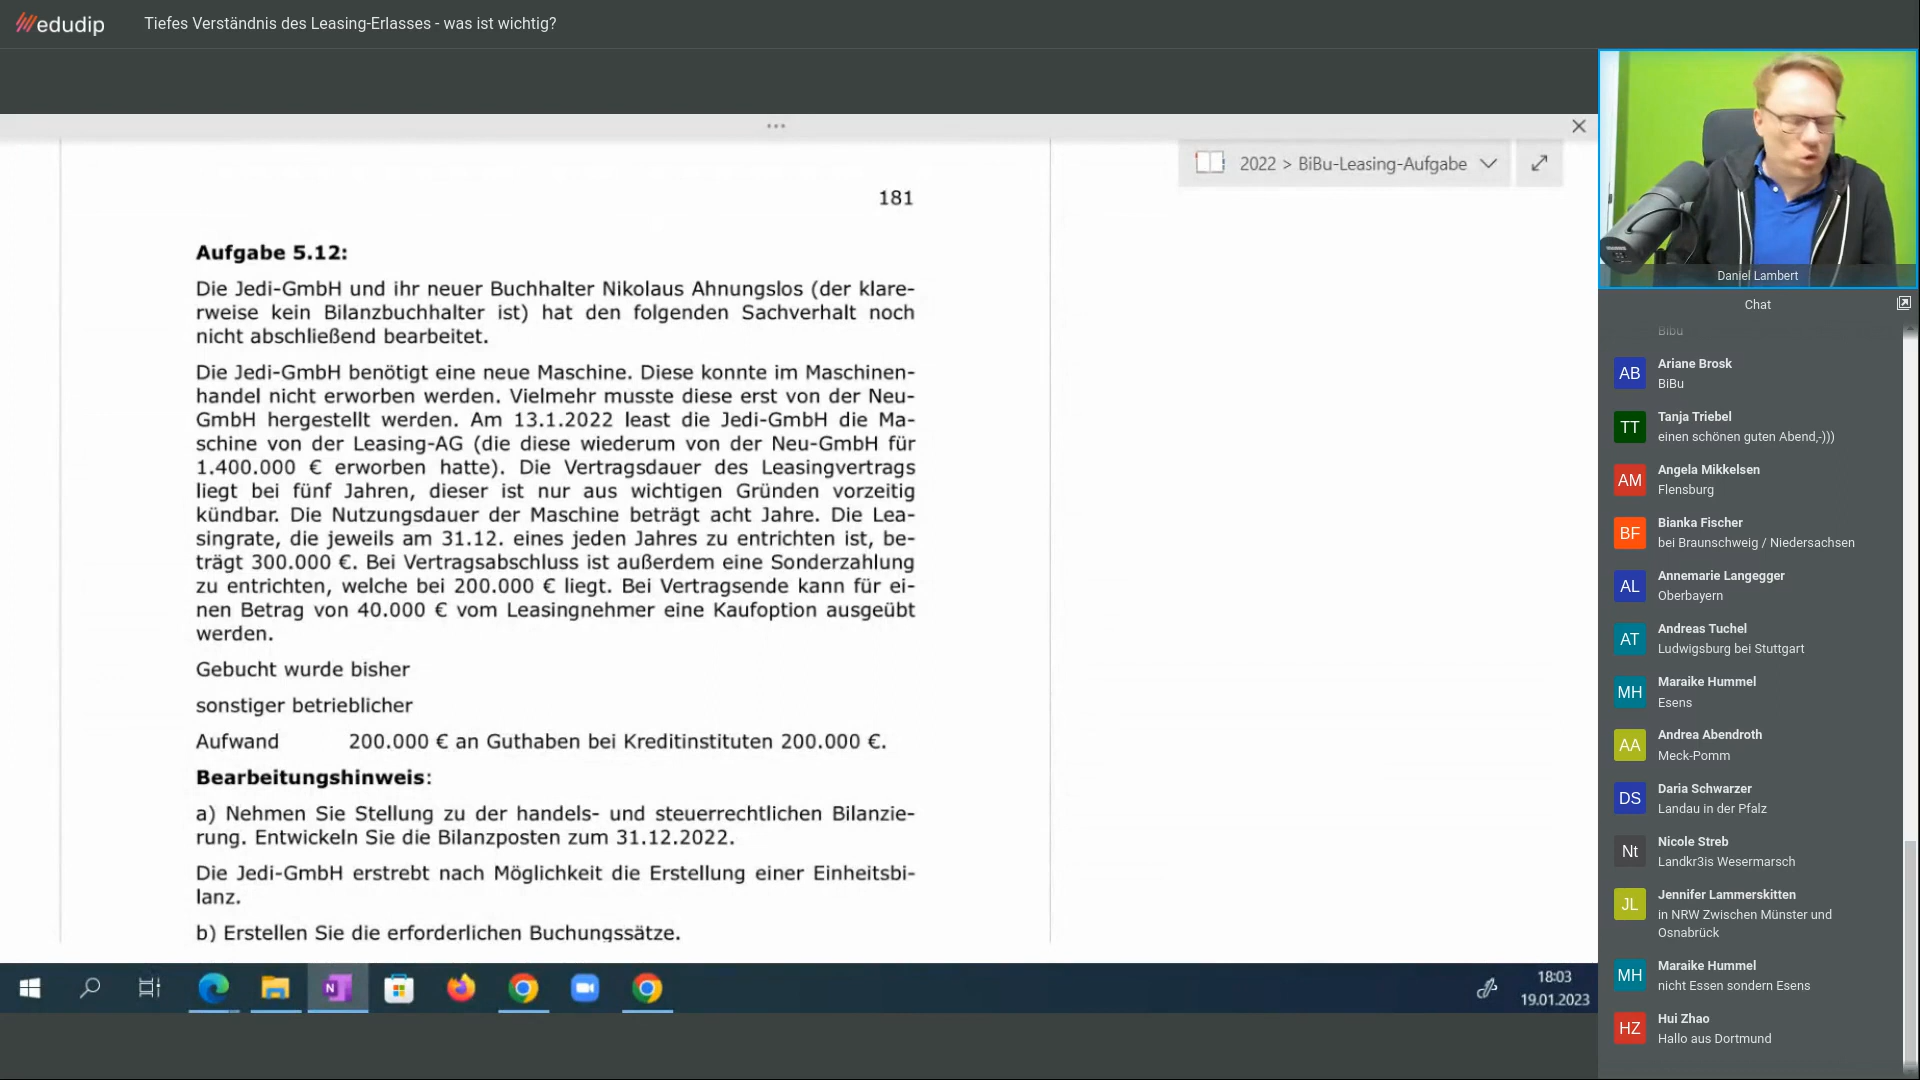 edudip
Tiefes Verständnis des Leasing-Erlasses - was ist wichtig?
2022 > BiBu-Leasing-Aufgabe
181
Aufgabe 5.12:
Die Jedi-GmbH und ihr neuer Buchhalter Nikolaus Ahnungslos (der klare-
rweise kein Bilanzbuchhalter ist) hat den folgenden Sachverhalt noch
nicht abschließend bearbeitet.
Die Jedi-GmbH benötigt eine neue Maschine. Diese konnte im Maschinen-
handel nicht erworben werden. Vielmehr musste diese erst von der Neu-
GmbH hergestellt werden. Am 13.1.2022 least die Jedi-GmbH die Ma-
schine von der Leasing-AG (die diese wiederum von der Neu-GmbH für
1.400.000 € erworben hatte). Die Vertragsdauer des Leasingvertrags
liegt bei fünf Jahren, dieser ist nur aus wichtigen Gründen vorzeitig
kündbar. Die Nutzungsdauer der Maschine beträgt acht Jahre. Die Lea-
singrate, die jeweils am 31.12. eines jeden Jahres zu entrichten ist, be-
trägt 300.000 €. Bei Vertragsabschluss ist außerdem eine Sonderzahlung
zu entrichten, welche bei 200.000 € liegt. Bei Vertragsende kann für ei-
nen Betrag von 40.000 € vom Leasingnehmer eine Kaufoption ausgeübt
werden.
Gebucht wurde bisher
sonstiger betrieblicher
Aufwand 200.000 € an Guthaben bei Kreditinstituten 200.000 €.
Bearbeitungshinweis:
a) Nehmen Sie Stellung zu der handels- und steuerrechtlichen Bilanzie-
rung. Entwickeln Sie die Bilanzposten zum 31.12.2022.
Die Jedi-GmbH erstrebt nach Möglichkeit die Erstellung einer Einheitsbi-
lanz.
b) Erstellen Sie die erforderlichen Buchungssätze.
18:03
19.01.2023
Daniel Lambert
Chat
Bibu
AB Ariane Brosk
BiBu
TT Tanja Triebel
einen schönen guten Abend,-)))
AM Angela Mikkelsen
Flensburg
BF Bianka Fischer
bei Braunschweig / Niedersachsen
AL Annemarie Langegger
Oberbayern
AT Andreas Tuchel
Ludwigsburg bei Stuttgart
MH Maraike Hummel
Esens
AA Andrea Abendroth
Meck-Pomm
DS Daria Schwarzer
Landau in der Pfalz
Nt Nicole Streb
Landkr3is Wesermarsch
JL Jennifer Lammerskitten
in NRW Zwischen Münster und
Osnabrück
MH Maraike Hummel
nicht Essen sondern Esens
HZ Hui Zhao
Hallo aus Dortmund